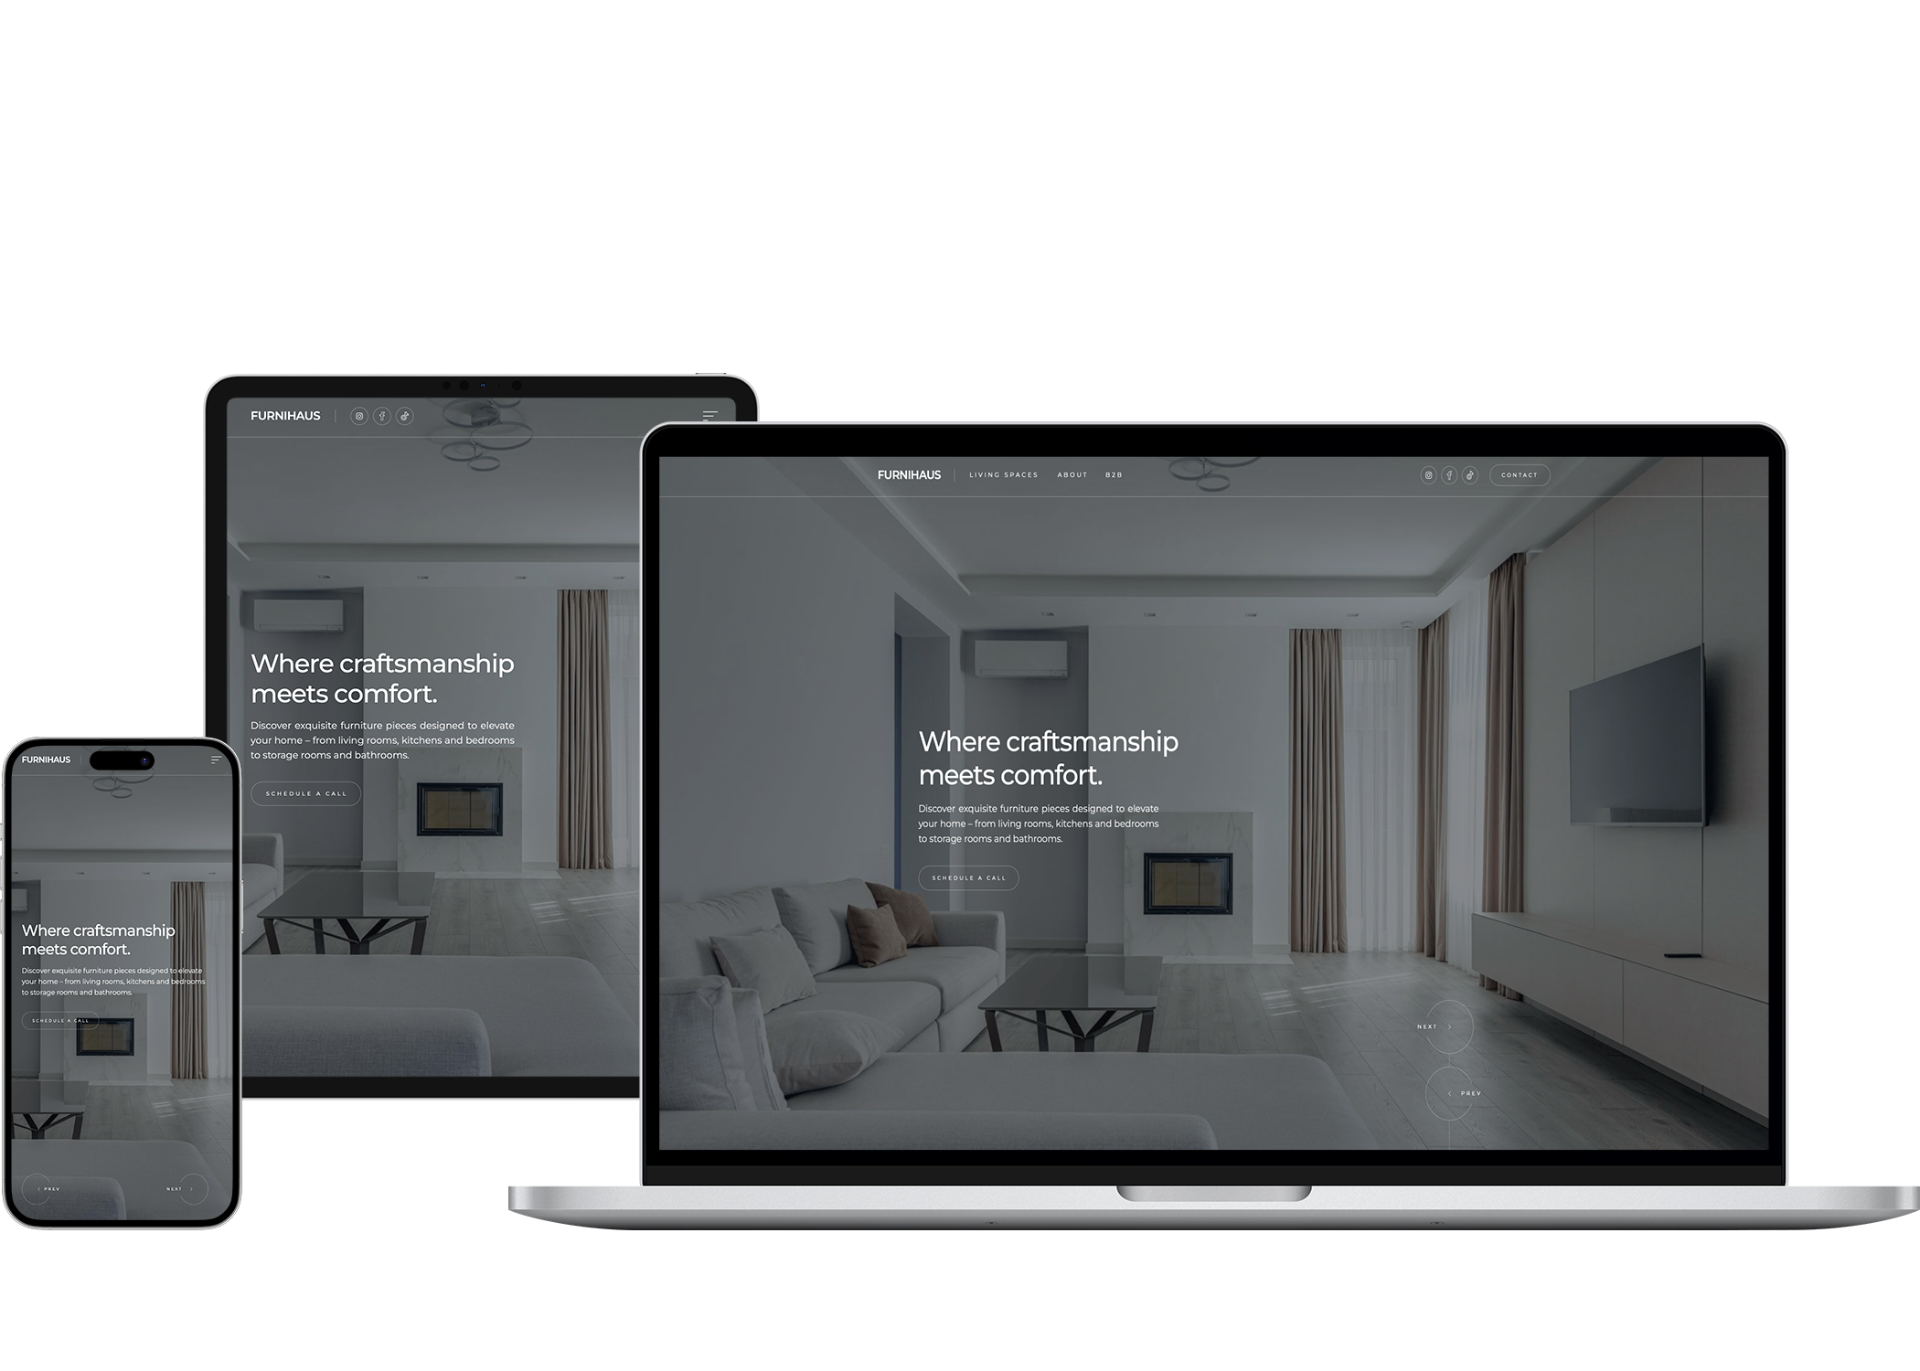 FURNIHAUS
Where craftsmanship
meets comfort.
Discover exquisite furniture pieces designed to elevate
your home – from living rooms, kitchens and bedrooms
to storage rooms and bathrooms.
SCHEDULE A CALL
FURNIHAUS LIVING SPACES ABOUT B2B CONTACT
Where craftsmanship
meets comfort.
Discover exquisite furniture pieces designed to elevate
your home – from living rooms, kitchens and bedrooms
to storage rooms and bathrooms.
SCHEDULE A CALL
NEXT
PREV
FURNIHAUS
Where craftsmanship
meets comfort.
Discover exquisite furniture pieces designed to elevate
your home – from living rooms, kitchens and bedrooms
to storage rooms and bathrooms.
SCHEDULE A CALL
PREV NEXT